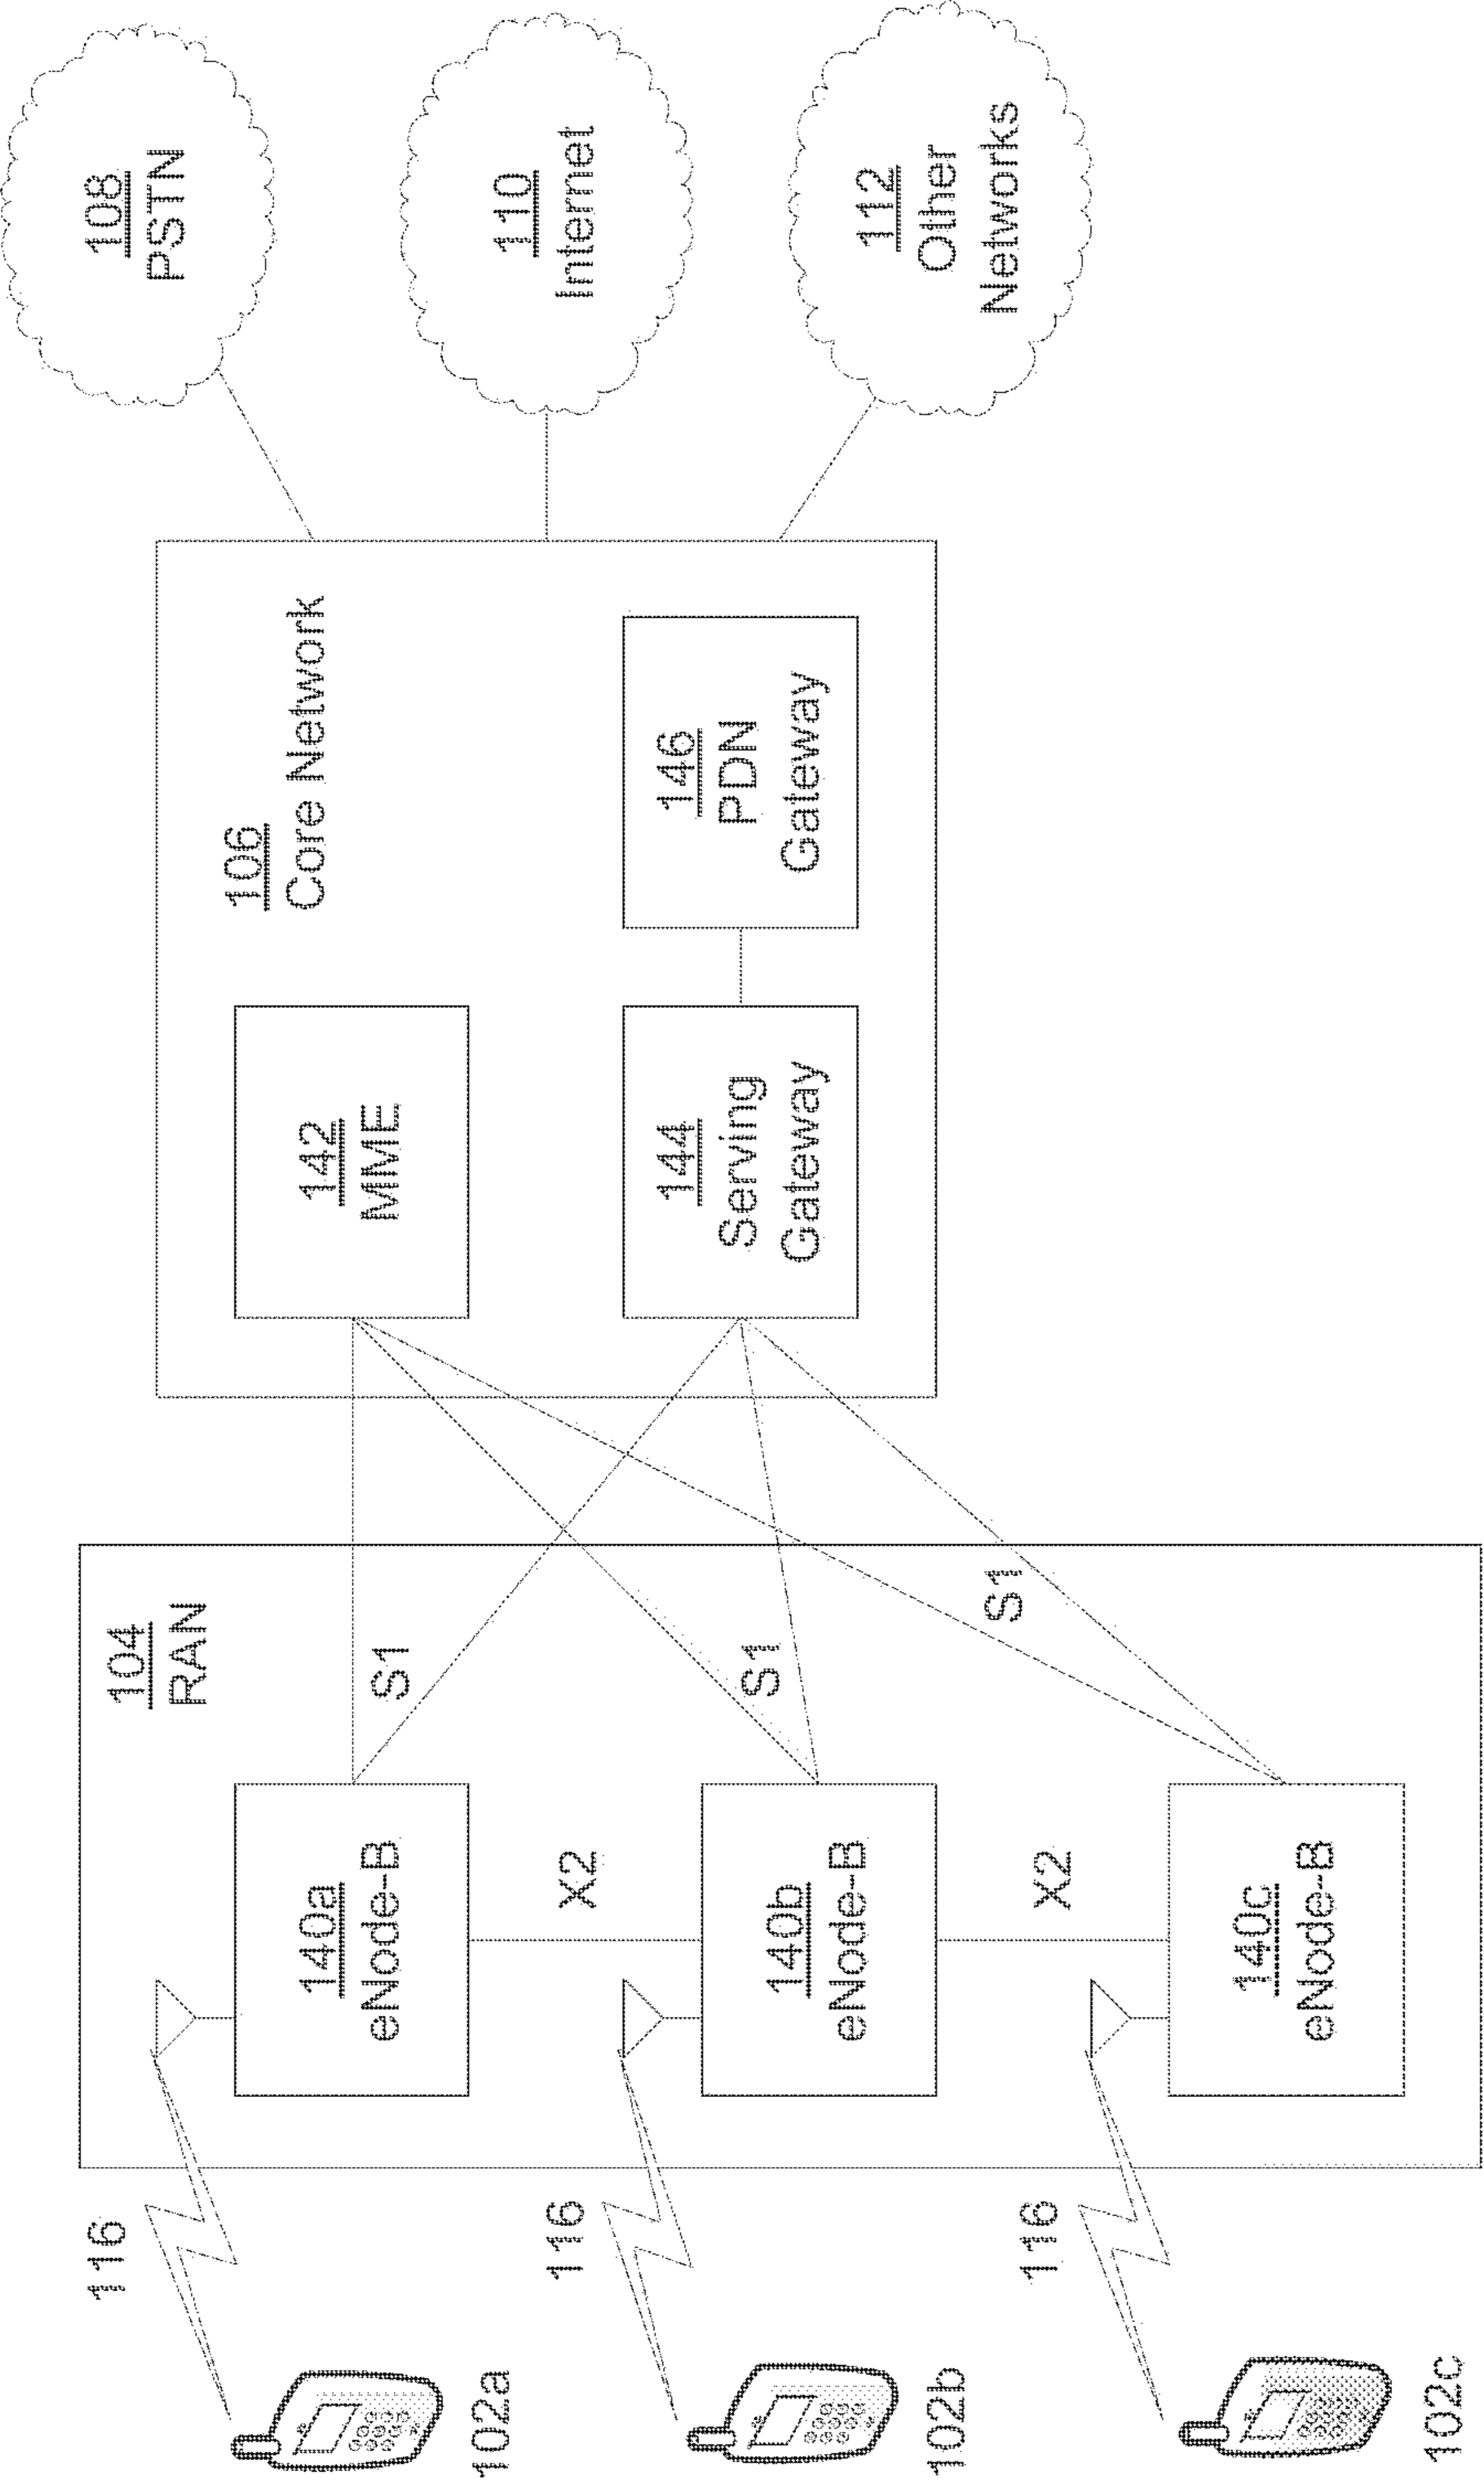 102a
116
104
RAN
140a
eNode-B
S1
X2
102b
116
140b
eNode-B
S1
X2
102c
116
140c
eNode-B
S1
106
Core Network
142
MME
144
Serving
Gateway
146
PDN
Gateway
108
PSTN
110
Internet
112
Other
Networks